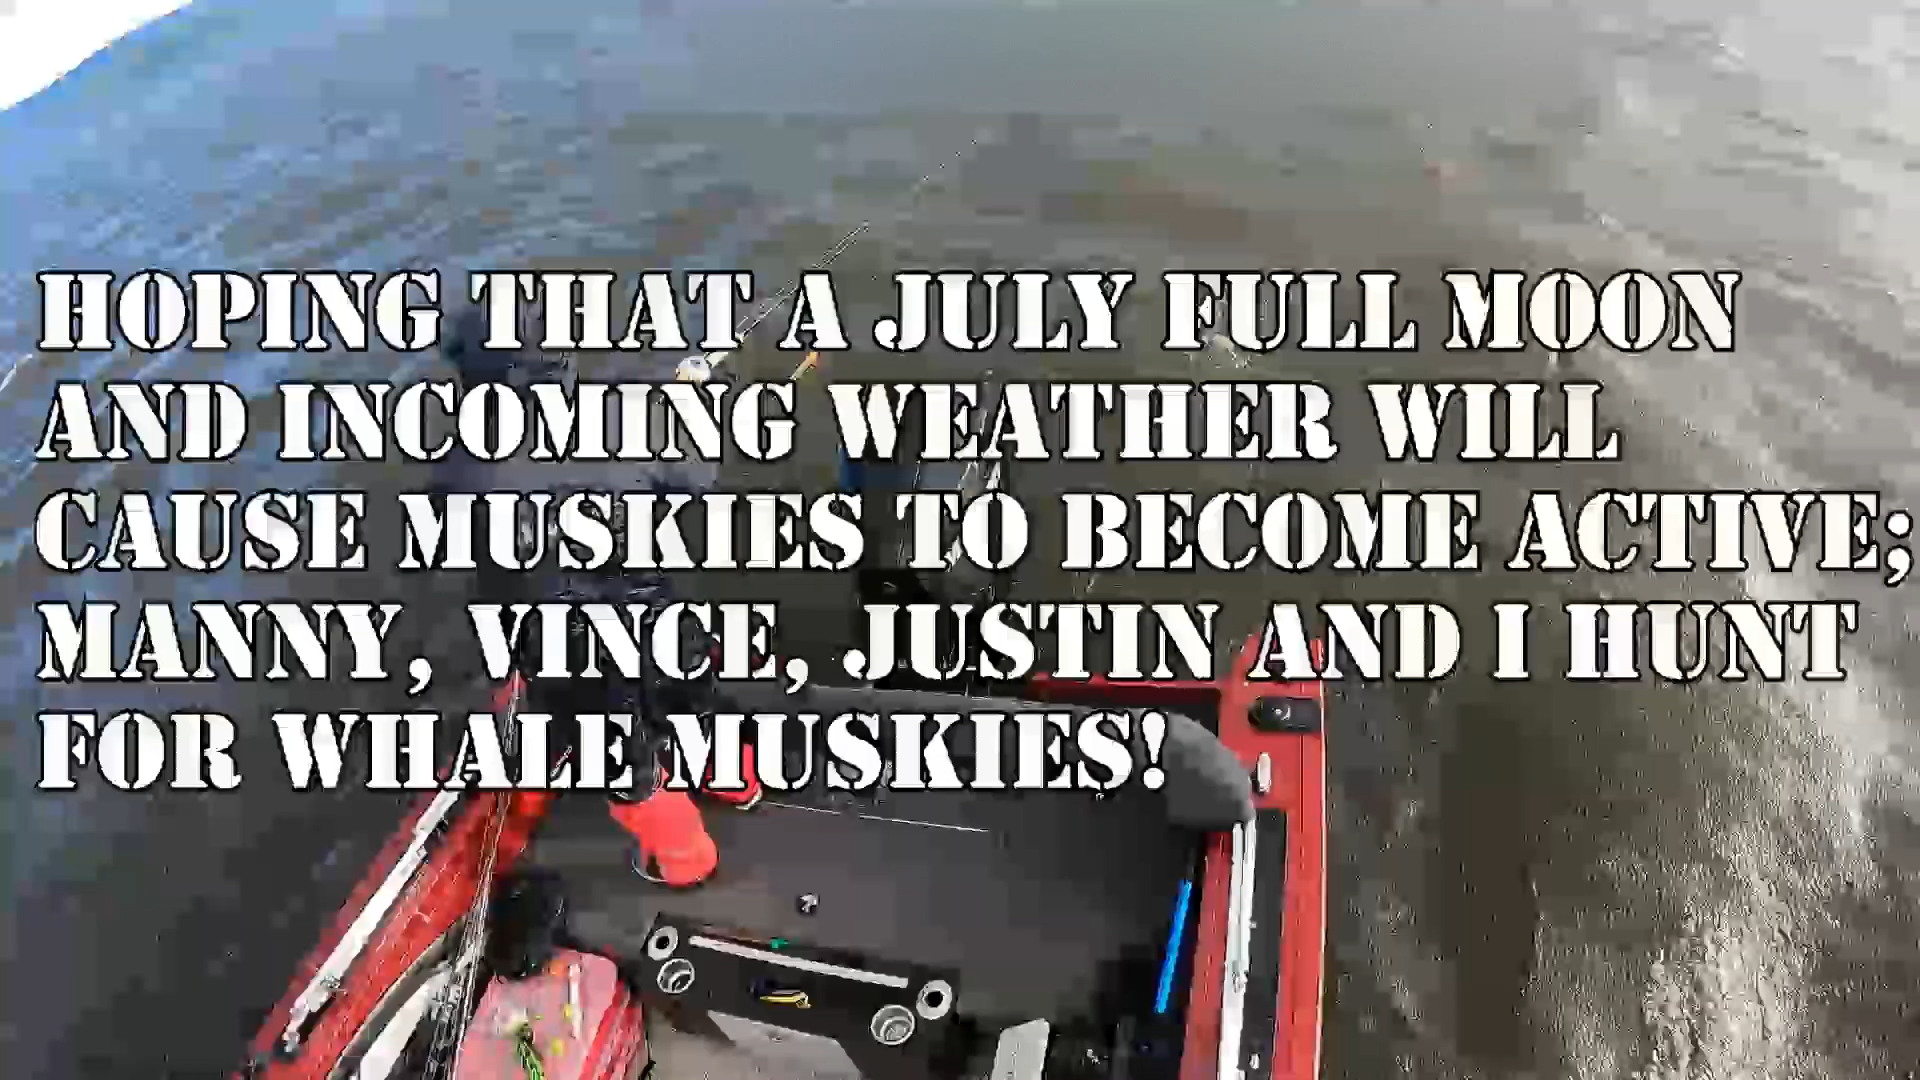 HOPING THAT A JULY FULL MOON
AND INCOMING WEATHER WILL
CAUSE MUSKIES TO BECOME ACTIVE;
MANNY, VINCE, JUSTIN AND I HUNT
FOR WHALE MUSKIES!